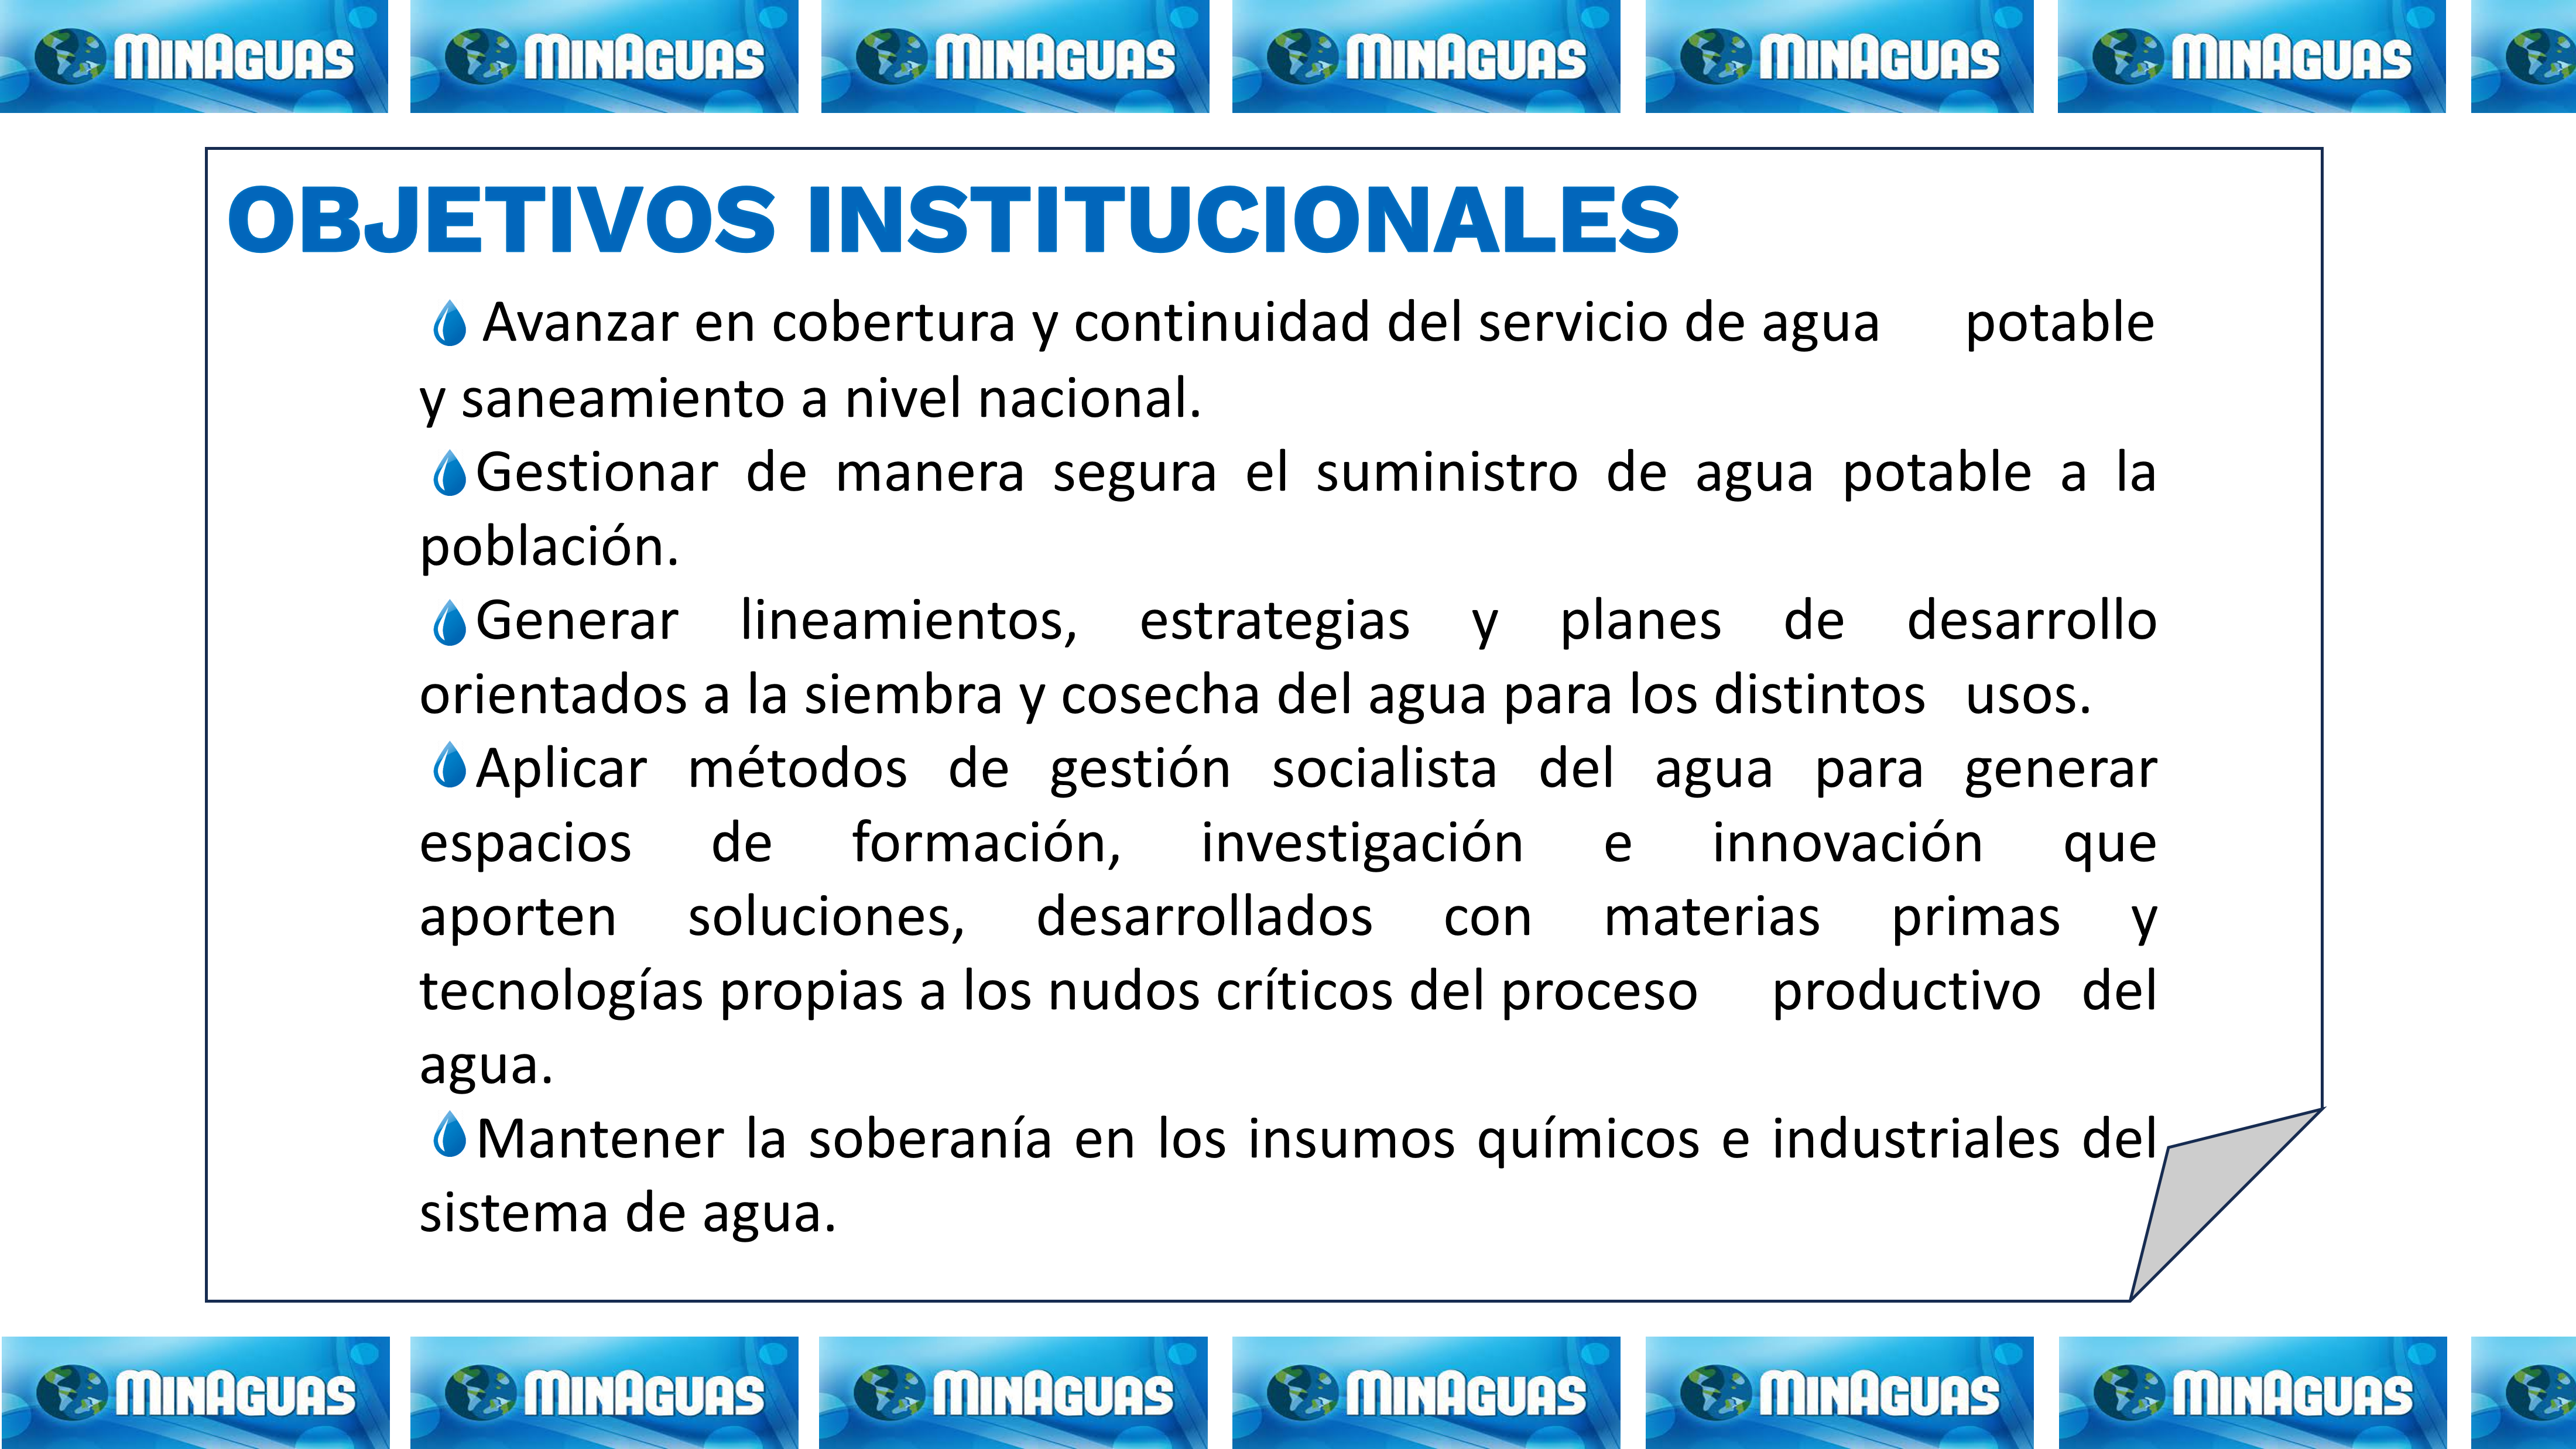 MINAGUAS MINAGUAS MINAGUAS MINAGUAS MINAGUAS MINAGUAS
OBJETIVOS INSTITUCIONALES
Avanzar en cobertura y continuidad del servicio de agua potable
y saneamiento a nivel nacional.
Gestionar de manera segura el suministro de agua potable a la
población.
Generar lineamientos, estrategias y planes de desarrollo
orientados a la siembra y cosecha del agua para los distintos usos.
Aplicar métodos de gestión socialista del agua para generar
espacios de formación, investigación e innovación que
aporten soluciones, desarrollados con materias primas y
tecnologías propias a los nudos críticos del proceso productivo del
agua.
Mantener la soberanía en los insumos químicos e industriales del
sistema de agua.
MINAGUAS MINAGUAS MINAGUAS MINAGUAS MINAGUAS MINAGUAS